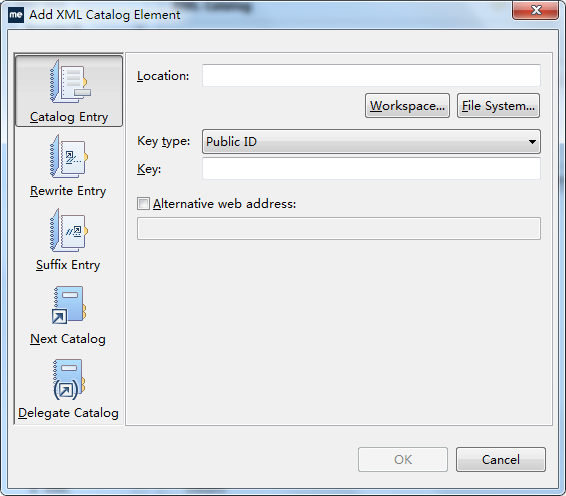 me Add XML Catalog Element
Catalog Entry
Rewrite Entry
Suffix Entry
Next Catalog
Delegate Catalog
Location:
Workspace... File System...
Key type: Public ID
Key:
Alternative web address:
OK Cancel